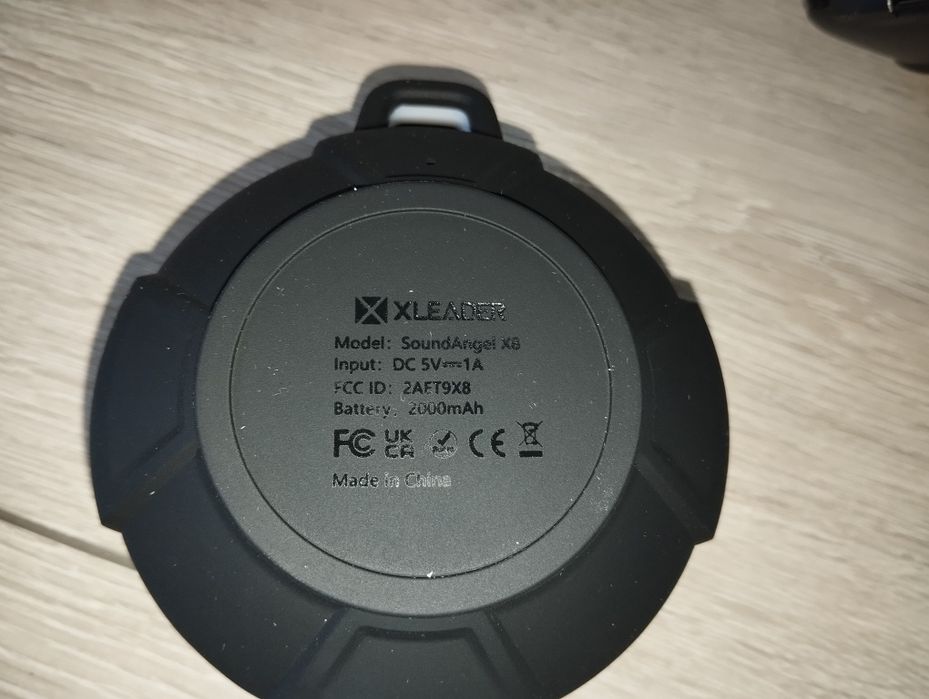 XLEADER
Model: SoundAngel X8
Input: DC 5V⎓1A
FCC ID: 2AFT9X8
Battery: 2000mAh
FC UK CA CE
Made in China